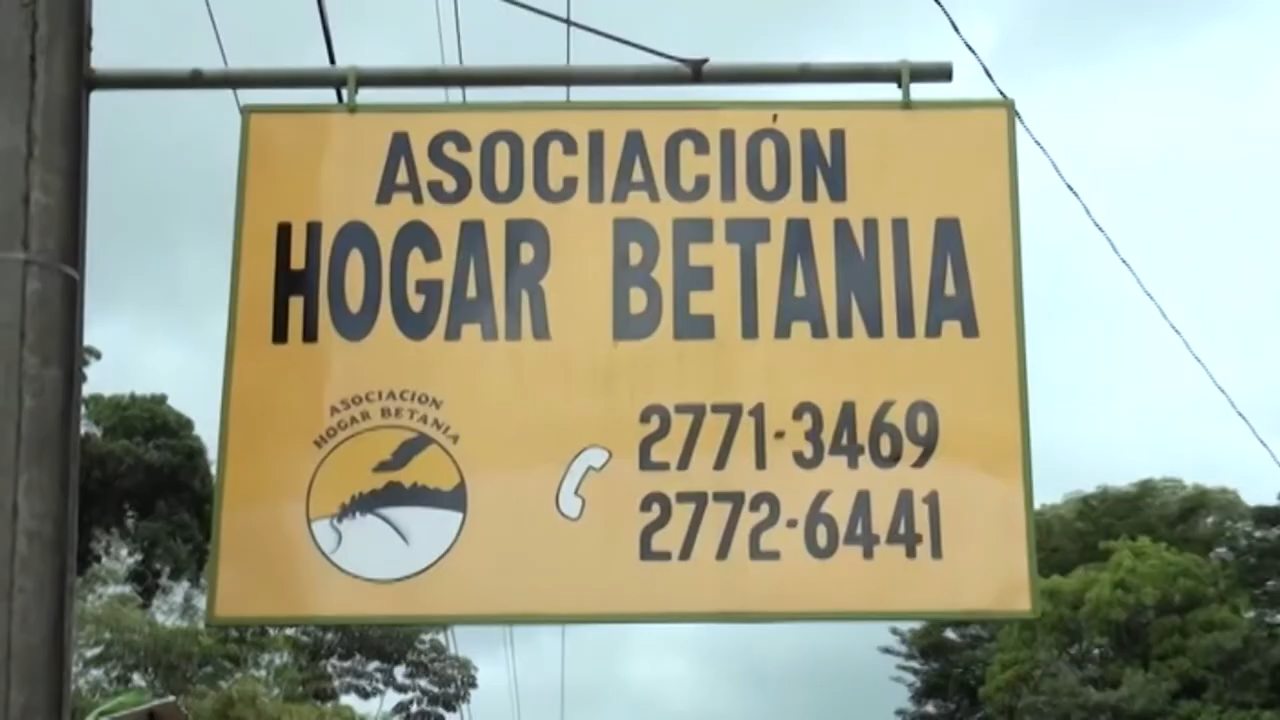 ASOCIACIÓN
HOGAR BETANIA
ASOCIACION
HOGAR BETANIA
2771-3469
2772-6441